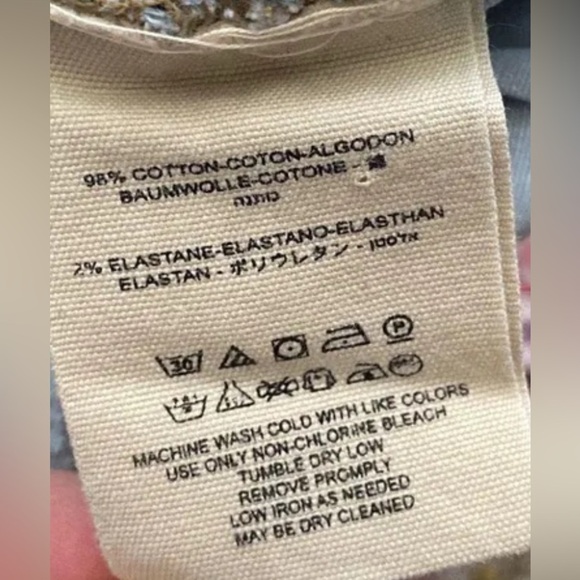 98% COTTON-COTON-ALGODON
BAUMWOLLE-COTONE - 綿
כותנה
2% ELASTANE-ELASTANO-ELASTHAN
ELASTAN - ポリウレタン - אלסטן
30
MACHINE WASH COLD WITH LIKE COLORS
USE ONLY NON-CHLORINE BLEACH
TUMBLE DRY LOW
REMOVE PROMPLY
LOW IRON AS NEEDED
MAY BE DRY CLEANED